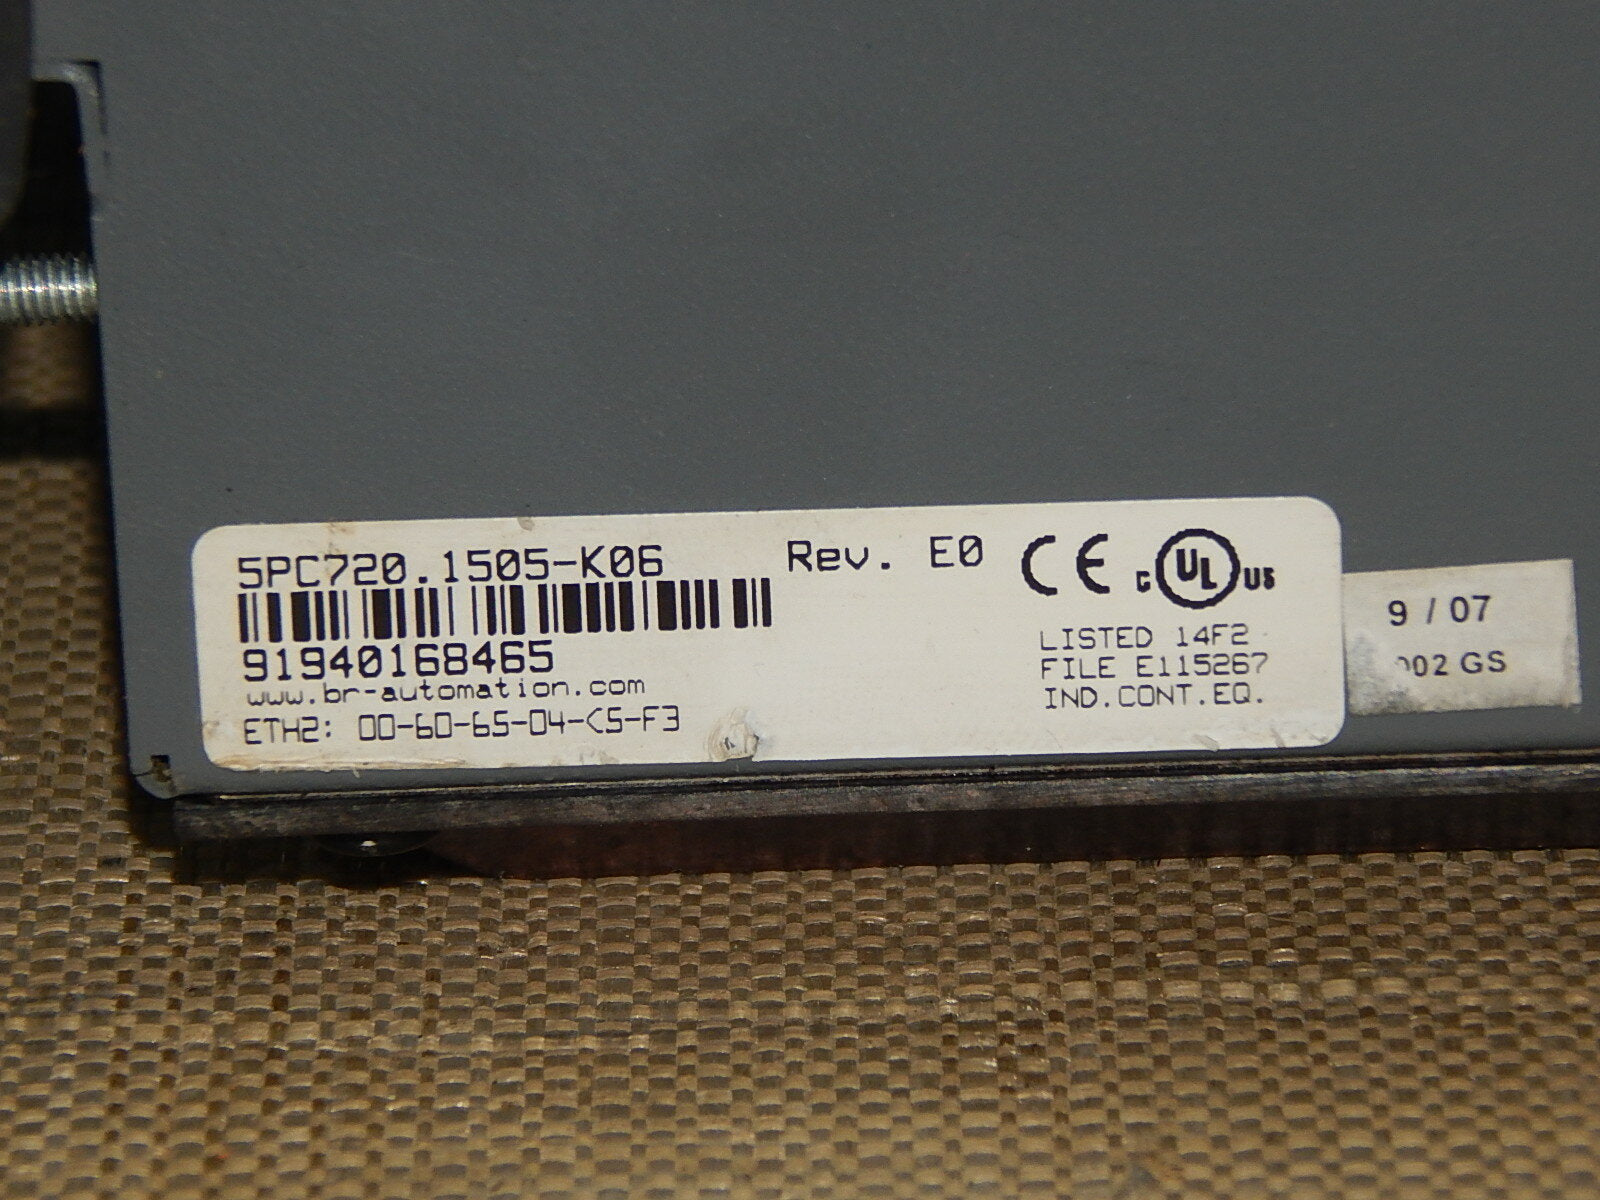 5PC720.1505-K06 Rev. E0 CE c UL US
91940168465
www.br-automation.com
ETH2: 00-60-65-04-C5-F3
LISTED 14F2
FILE E115267
IND.CONT.EQ.
9 / 07
002 GS